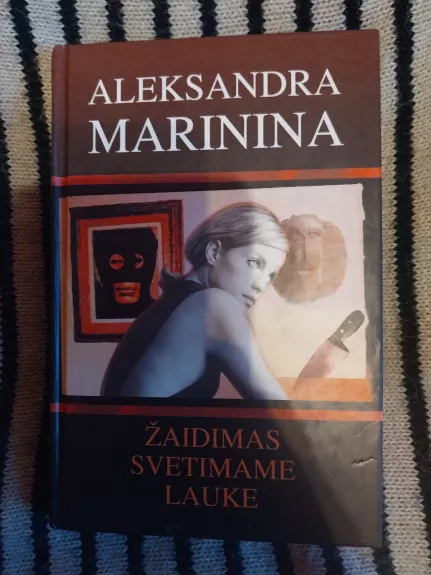 ALEKSANDRA
MARININA
ŽAIDIMAS
SVETIMAME
LAUKE